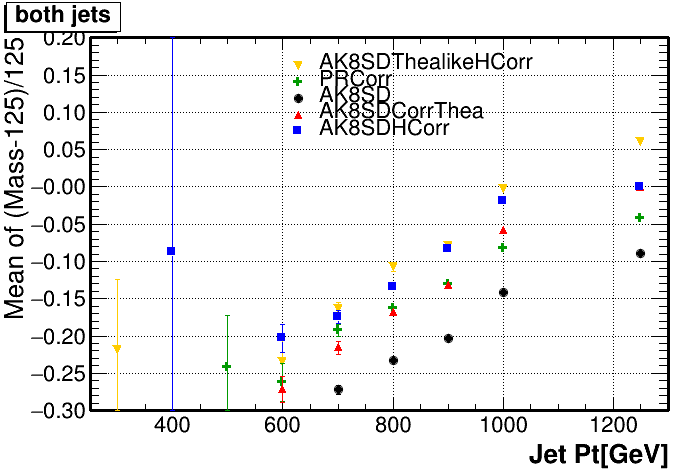 both jets
Mean of (Mass-125)/125
0.20
0.15
0.10
0.05
−0.00
−0.05
−0.10
−0.15
−0.20
−0.25
−0.30
AK8SDThealikeHCorr
PRCorr
AK8SD
AK8SDCorrThea
AK8SDHCorr
400 600 800 1000 1200
Jet Pt[GeV]